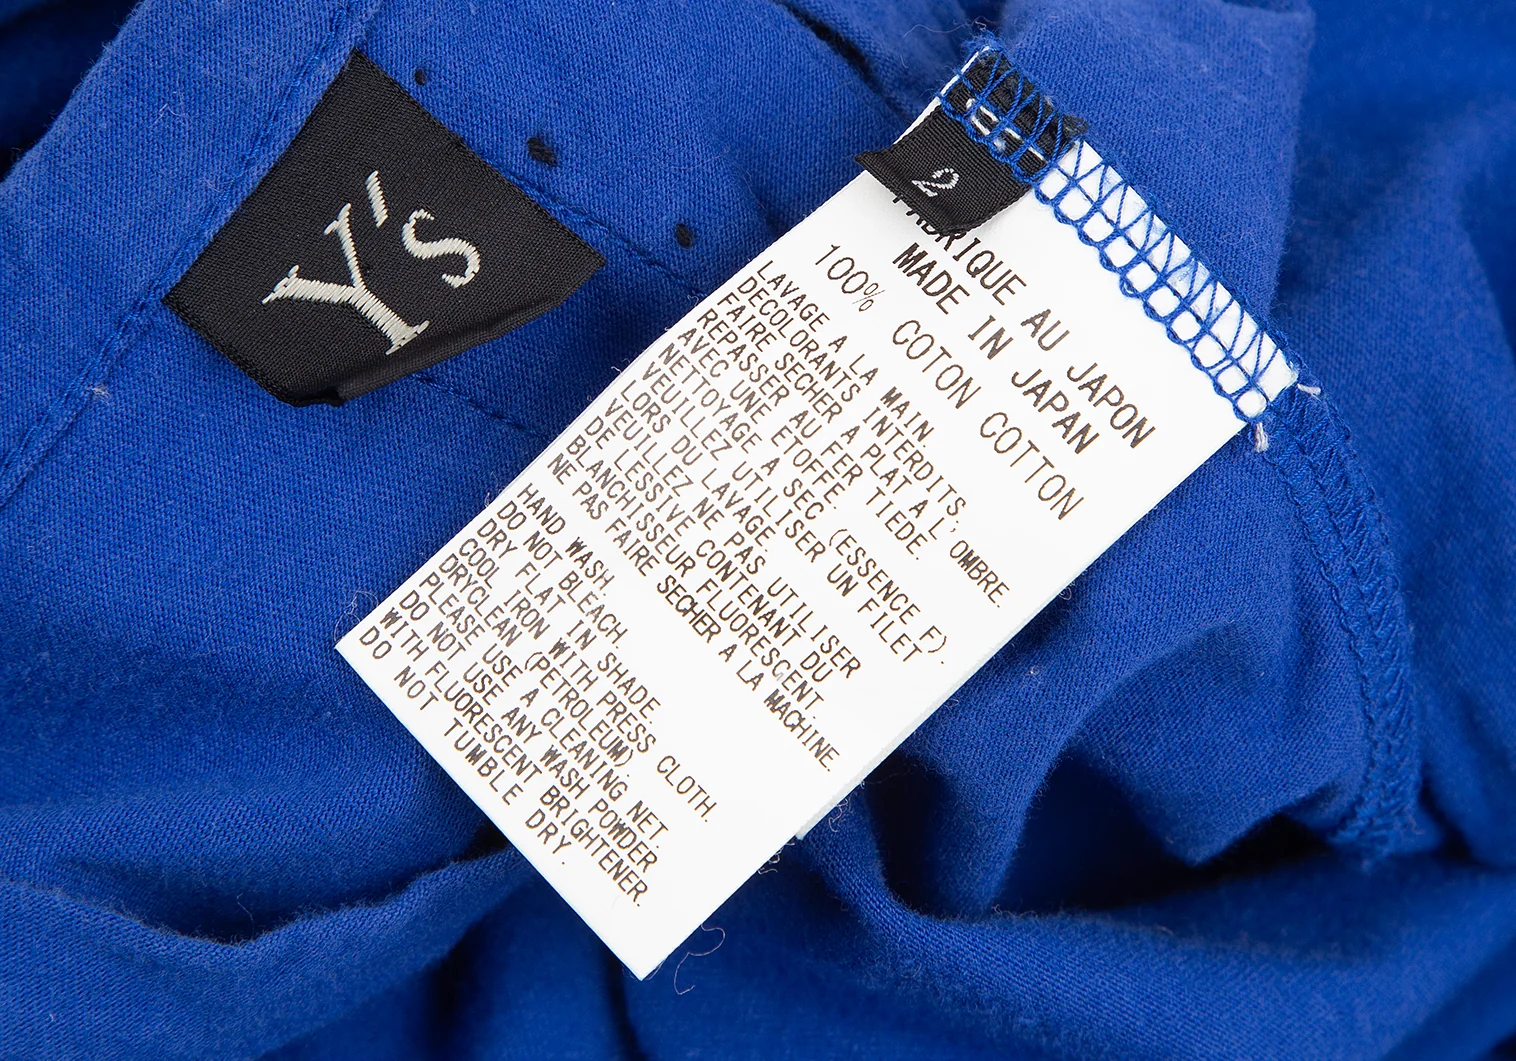 Y's
2
FABRIQUE AU JAPON
MADE IN JAPAN
100% COTON COTTON
LAVAGE A LA MAIN
DECOLORANTS INTERDITS,
FAIRE SECHER A PLAT A L'OMBRE.
REPASSER AU FER TIEDE.
AVEC UNE ETOFFE.
NETTOYAGE A SEC (ESSENCE F).
VEUILLEZ UTILISER UN FILET
LORS DU LAVAGE.
VEUILLEZ NE PAS UTILISER
DE LESSIVE CONTENANT DU
BLANCHISSEUR FLUORESCENT.
NE PAS FAIRE SECHER A LA MACHINE.
HAND WASH.
DO NOT BLEACH.
DRY FLAT IN SHADE.
COOL IRON WITH PRESS CLOTH.
DRYCLEAN (PETROLEUM).
PLEASE USE A CLEANING NET.
DO NOT USE ANY WASH POWDER
WITH FLUORESCENT BRIGHTENER.
DO NOT TUMBLE DRY.